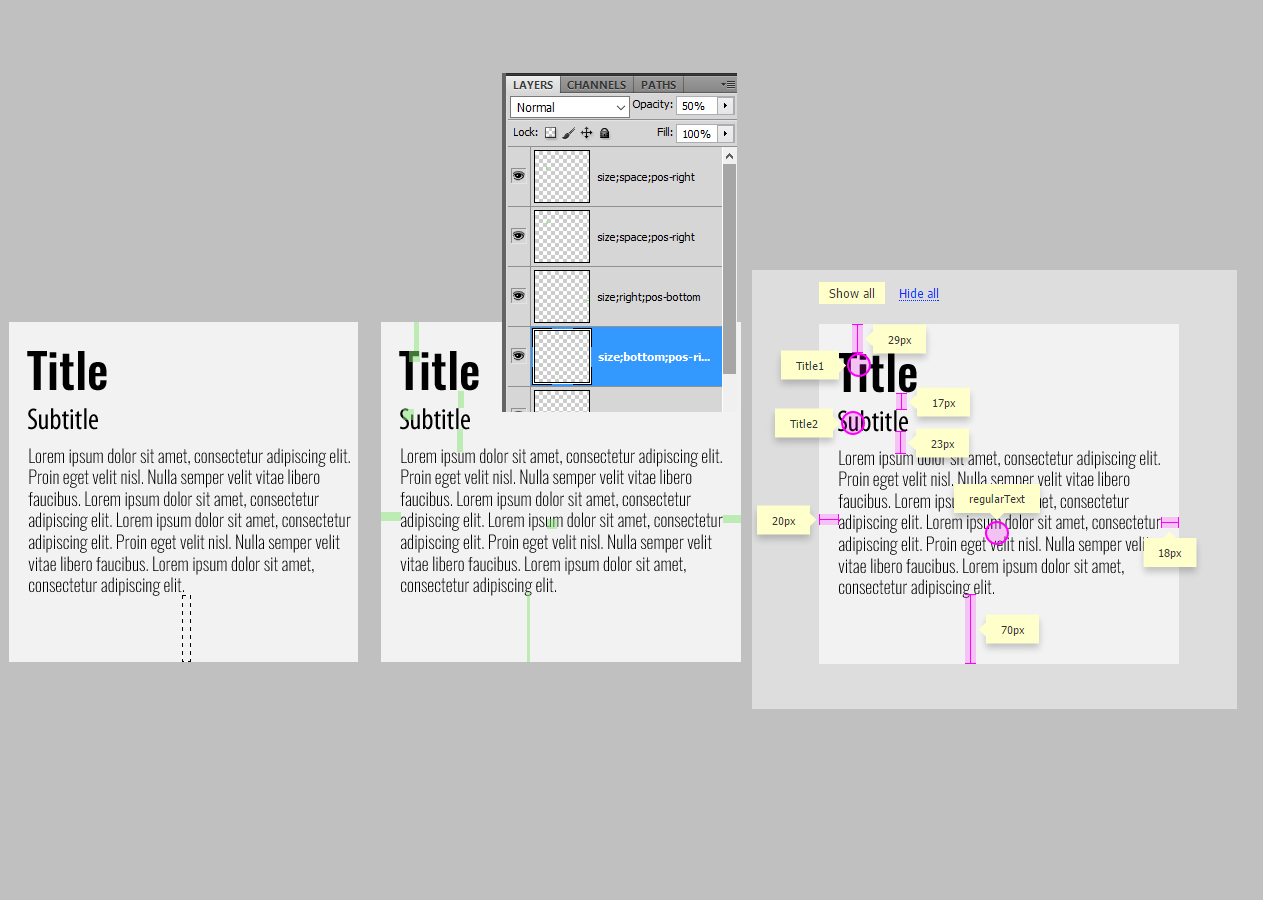 LAYERS CHANNELS PATHS
Normal Opacity: 50%
Lock: Fill: 100%
size;space;pos-right
size;space;pos-right
size;right;pos-bottom
size;bottom;pos-ri...
Title
Subtitle
Lorem ipsum dolor sit amet, consectetur adipiscing elit.
Proin eget velit nisl. Nulla semper velit vitae libero
faucibus. Lorem ipsum dolor sit amet, consectetur
adipiscing elit. Lorem ipsum dolor sit amet, consectetur
adipiscing elit. Proin eget velit nisl. Nulla semper velit
vitae libero faucibus. Lorem ipsum dolor sit amet,
consectetur adipiscing elit.
Title
Subtitle
Lorem ipsum dolor sit amet, consectetur adipiscing elit.
Proin eget velit nisl. Nulla semper velit vitae libero
faucibus. Lorem ipsum dolor sit amet, consectetur
adipiscing elit. Lorem ipsum dolor sit amet, consectetur
adipiscing elit. Proin eget velit nisl. Nulla semper velit
vitae libero faucibus. Lorem ipsum dolor sit amet,
consectetur adipiscing elit.
Show all Hide all
29px
Title1
Title
17px
Title2
Subtitle
23px
Lorem ipsum dolor sit amet, consectetur adipiscing elit.
Proin eget velit nisl. Nulla semper velit vitae libero
regularText
faucibus. Lorem ipsum dolor sit amet, consectetur
20px
adipiscing elit. Lorem ipsum dolor sit amet, consectetur
adipiscing elit. Proin eget velit nisl. Nulla semper
18px
vitae libero faucibus. Lorem ipsum dolor sit amet,
consectetur adipiscing elit.
70px